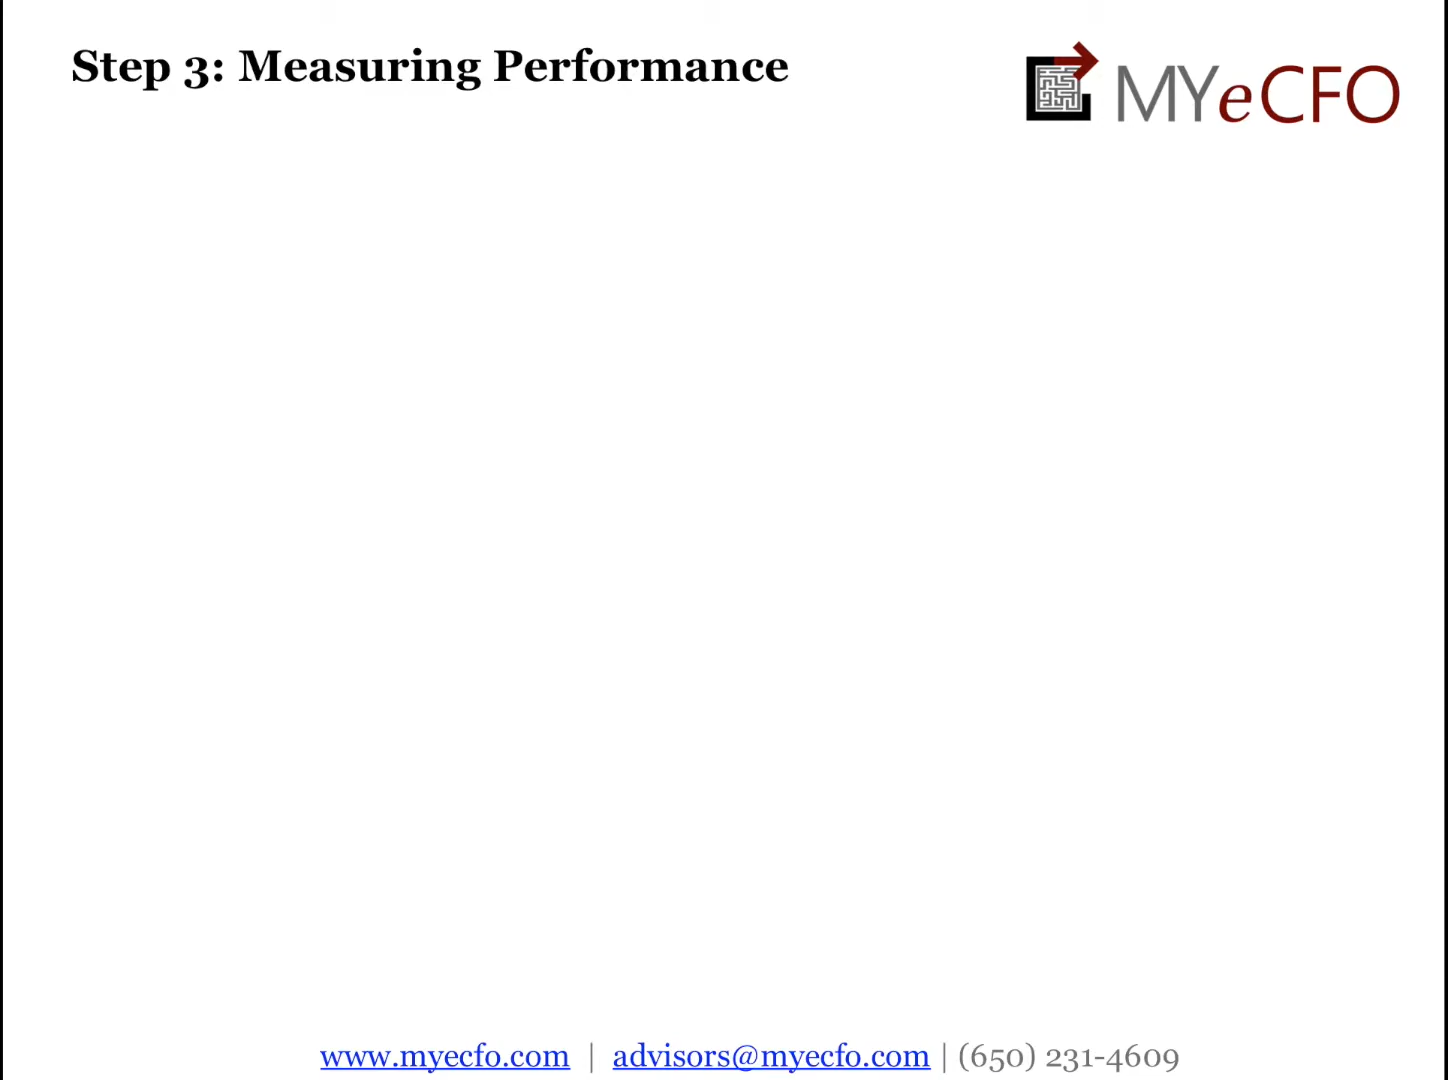 Step 3: Measuring Performance
MYeCFO
www.myecfo.com | advisors@myecfo.com | (650) 231-4609